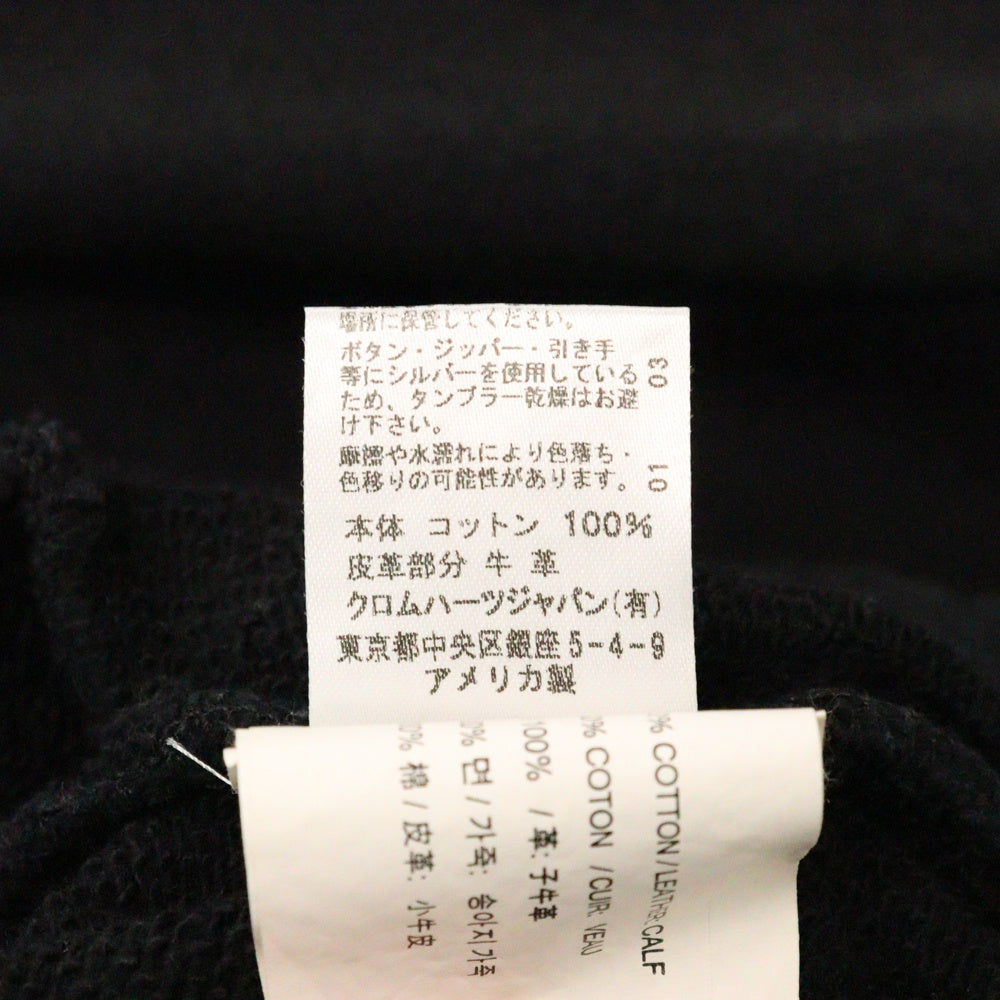 場所に保管してください。
ボタン・ジッパー・引き手
等にシルバーを使用している
ため、タンブラー乾燥はお避
け下さい。
摩擦や水濡れにより色落ち・
色移りの可能性があります。
03
01
本体 コットン 100%
皮革部分 牛 革
クロムハーツジャパン(有)
東京都中央区銀座5-4-9
アメリカ製
% COTTON/LEATHER:CALF
0% COTON /CUIR: VEAU
100% /革:子牛革
0% 면/가죽: 송아지가죽
0% 棉/皮革: 小牛皮